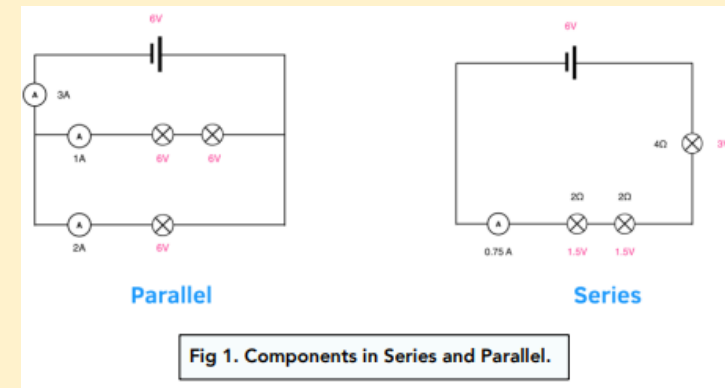 6V
6V
A
3A
4Ω
3V
A
1A
6V
6V
2Ω
2Ω
A
2A
6V
A
0.75 A
1.5V
1.5V
Parallel
Series
Fig 1. Components in Series and Parallel.